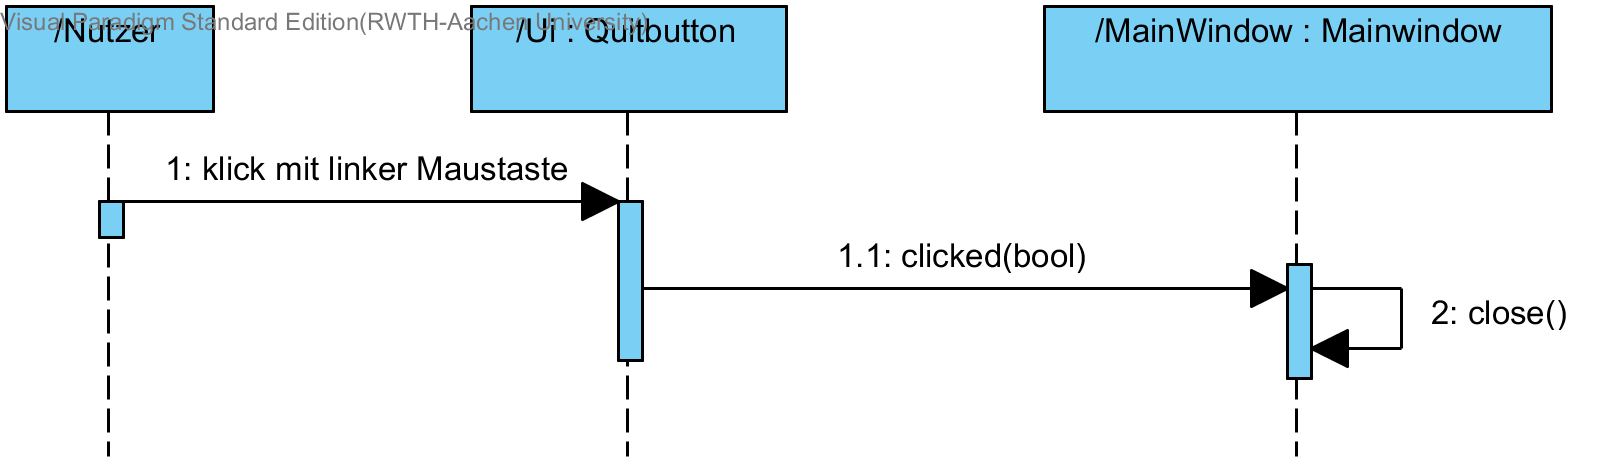 Visual Paradigm Standard Edition(RWTH-Aachen University)
/Nutzer
/UI : Quitbutton
/MainWindow : Mainwindow
1: klick mit linker Maustaste
1.1: clicked(bool)
2: close()